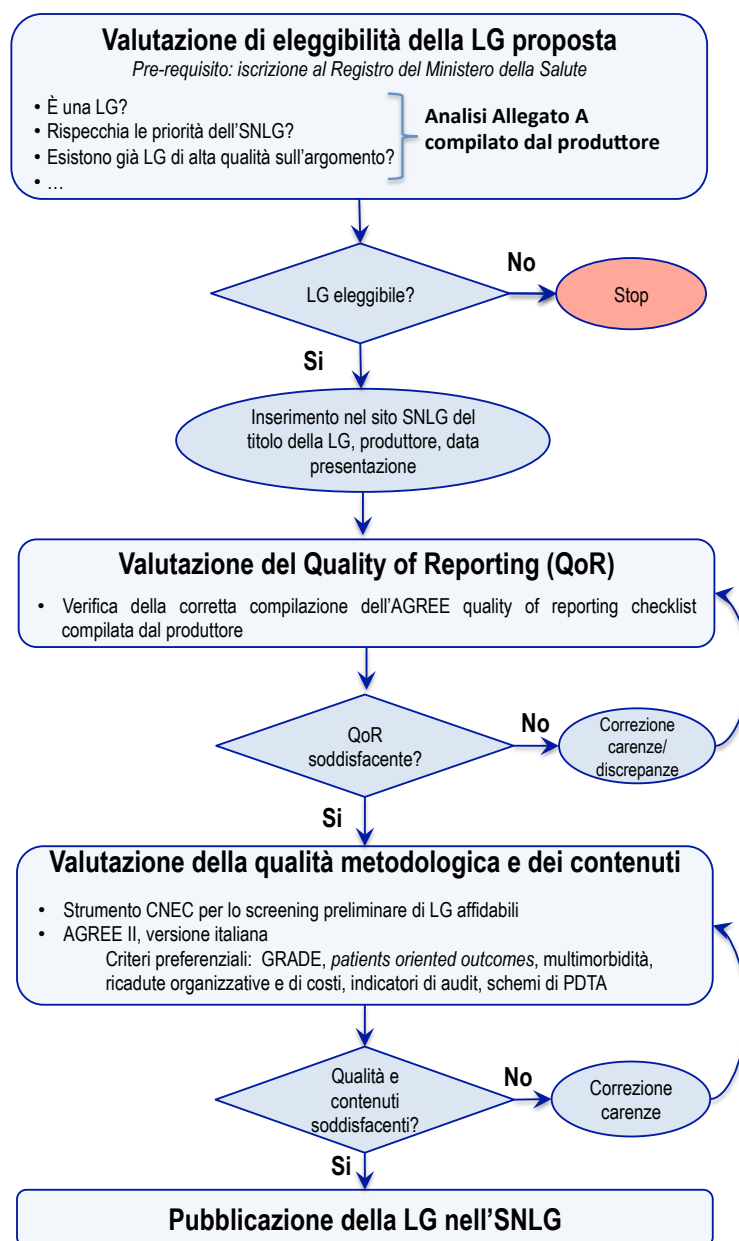 Valutazione di eleggibilità della LG proposta
Pre-requisito: iscrizione al Registro del Ministero della Salute
• È una LG?
• Rispecchia le priorità dell’SNLG?
• Esistono già LG di alta qualità sull’argomento?
• …
Analisi Allegato A
compilato dal produttore
LG eleggibile?
No
Stop
Si
Inserimento nel sito SNLG del
titolo della LG, produttore, data
presentazione
Valutazione del Quality of Reporting (QoR)
• Verifica della corretta compilazione dell’AGREE quality of reporting checklist
compilata dal produttore
QoR
soddisfacente?
No
Correzione
carenze/
discrepanze
Si
Valutazione della qualità metodologica e dei contenuti
• Strumento CNEC per lo screening preliminare di LG affidabili
• AGREE II, versione italiana
Criteri preferenziali: GRADE, patients oriented outcomes, multimorbidità,
ricadute organizzative e di costi, indicatori di audit, schemi di PDTA
Qualità e
contenuti
soddisfacenti?
No
Correzione
carenze
Si
Pubblicazione della LG nell’SNLG